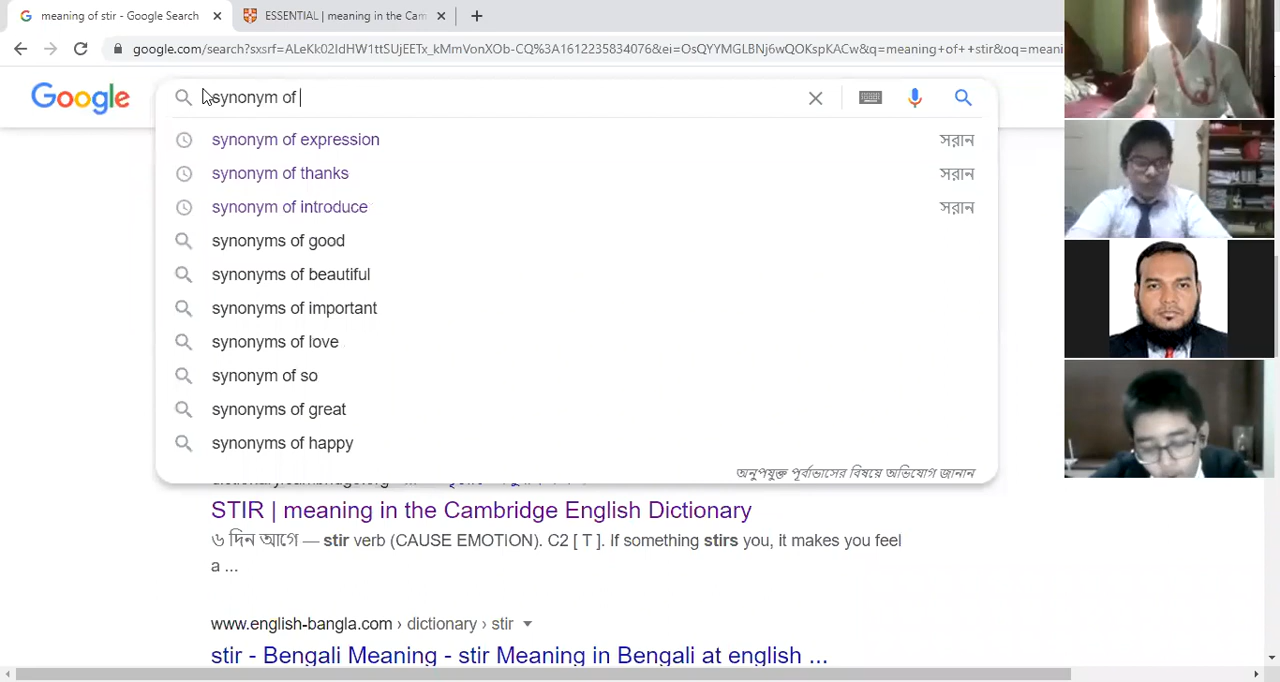 meaning of stir - Google Search
ESSENTIAL | meaning in the Cam
google.com/search?sxsrf=ALeKk02IdHW1ttSUjEETx_kMmVonXOb-CQ%3A1612235834076&ei=OsQYYMGLBNj6wQOKspKACw&q=meaning+of++stir&oq=meani
Google
synonym of
synonym of expression সরান
synonym of thanks সরান
synonym of introduce সরান
synonyms of good
synonyms of beautiful
synonyms of important
synonyms of love
synonym of so
synonyms of great
synonyms of happy
অনুপযুক্ত পূর্বাভাসের বিষয়ে অভিযোগ জানান
STIR | meaning in the Cambridge English Dictionary
৬ দিন আগে — stir verb (CAUSE EMOTION). C2 [ T ]. If something stirs you, it makes you feel
a ...
www.english-bangla.com › dictionary › stir
stir - Bengali Meaning - stir Meaning in Bengali at english ...